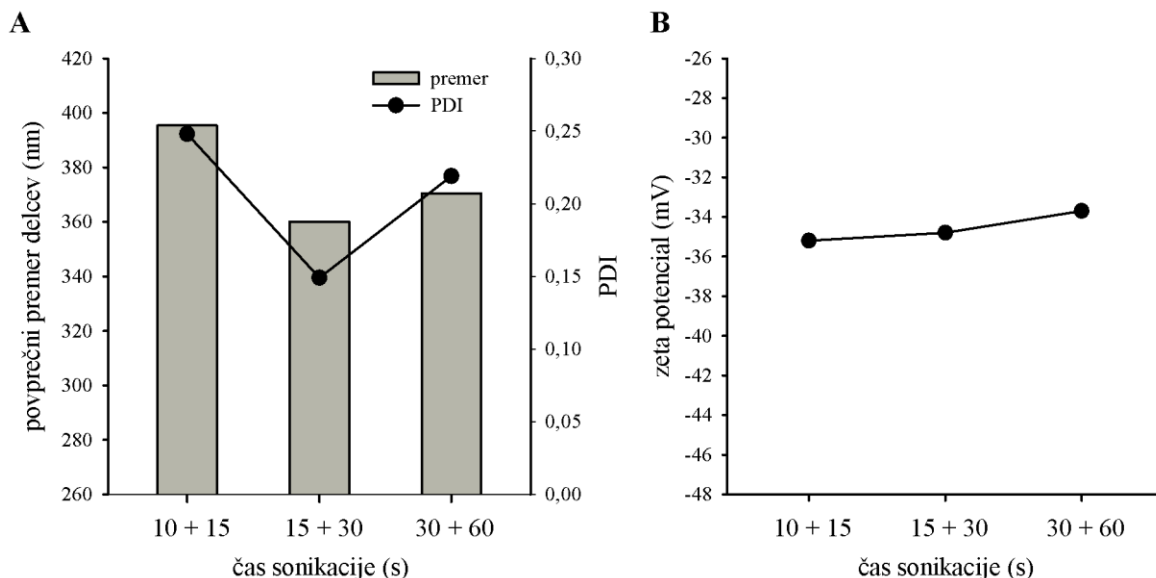 A
povprečni premer delcev (nm)
420
400
380
360
340
320
300
280
260
premer
PDI
0,30
0,25
0,20
0,15
0,10
0,05
0,00
PDI
10 + 15
15 + 30
30 + 60
čas sonikacije (s)
B
zeta potencial (mV)
-26
-28
-30
-32
-34
-36
-38
-40
-42
-44
-46
-48
10 + 15
15 + 30
30 + 60
čas sonikacije (s)